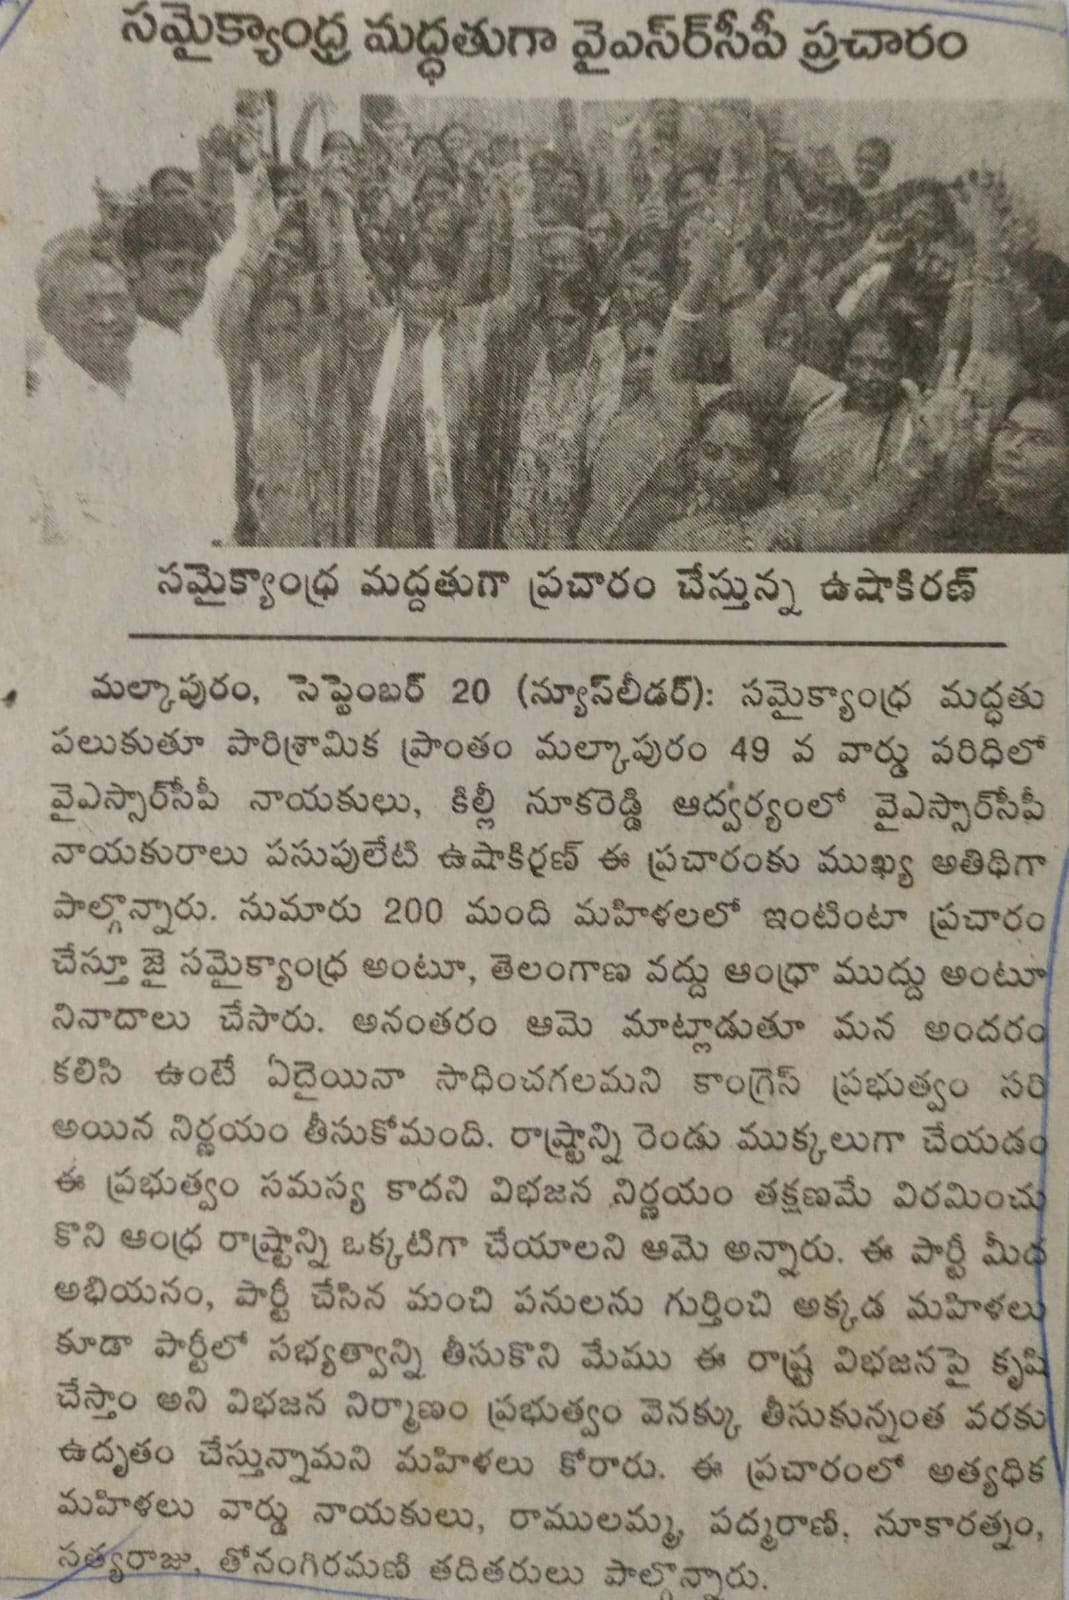 సమైక్యాంధ్ర మద్ధతుగా వైఎస్ఆర్‌సీపీ ప్రచారం
సమైక్యాంధ్ర మద్దతుగా ప్రచారం చేస్తున్న ఉషాకిరణ్
మల్కాపురం, సెప్టెంబర్ 20 (న్యూస్‌లీడర్): సమైక్యాంధ్ర మద్ధతు
పలుకుతూ పారిశ్రామిక ప్రాంతం మల్కాపురం 49 వ వార్డు పరిధిలో
వైఎస్సార్‌సీపీ నాయకులు, కిల్లీ నూకరెడ్డి ఆద్వర్యంలో వైఎస్సార్‌సీపీ
నాయకురాలు పసుపులేటి ఉషాకిరణ్ ఈ ప్రచారంకు ముఖ్య అతిథిగా
పాల్గొన్నారు. సుమారు 200 మంది మహిళలలో ఇంటింటా ప్రచారం
చేస్తూ జై సమైక్యాంధ్ర అంటూ, తెలంగాణ వద్దు ఆంధ్రా ముద్దు అంటూ
నినాదాలు చేసారు. అనంతరం ఆమె మాట్లాడుతూ మన అందరం
కలిసి ఉంటే ఏదైయినా సాధించగలమని కాంగ్రెస్ ప్రభుత్వం సరి
అయిన నిర్ణయం తీసుకోమంది. రాష్ట్రాన్ని రెండు ముక్కలుగా చేయడం
ఈ ప్రభుత్వం సమస్య కాదని విభజన నిర్ణయం తక్షణమే విరమించు
కొని ఆంధ్ర రాష్ట్రాన్ని ఒక్కటిగా చేయాలని ఆమె అన్నారు. ఈ పార్టీ మీద
అభియనం, పార్టీ చేసిన మంచి పనులను గుర్తించి అక్కడ మహిళలు
కూడా పార్టీలో సభ్యత్వాన్ని తీసుకొని మేము ఈ రాష్ట్ర విభజనపై కృషి
చేస్తాం అని విభజన నిర్మాణం ప్రభుత్వం వెనక్కు తీసుకున్నంత వరకు
ఉదృతం చేస్తున్నామని మహిళలు కోరారు. ఈ ప్రచారంలో అత్యధిక
మహిళలు వార్డు నాయకులు, రాములమ్మ, పద్మరాణి, నూకారత్నం,
సత్యరాజు, తోనంగిరమణి తదితరులు పాల్గొన్నారు.